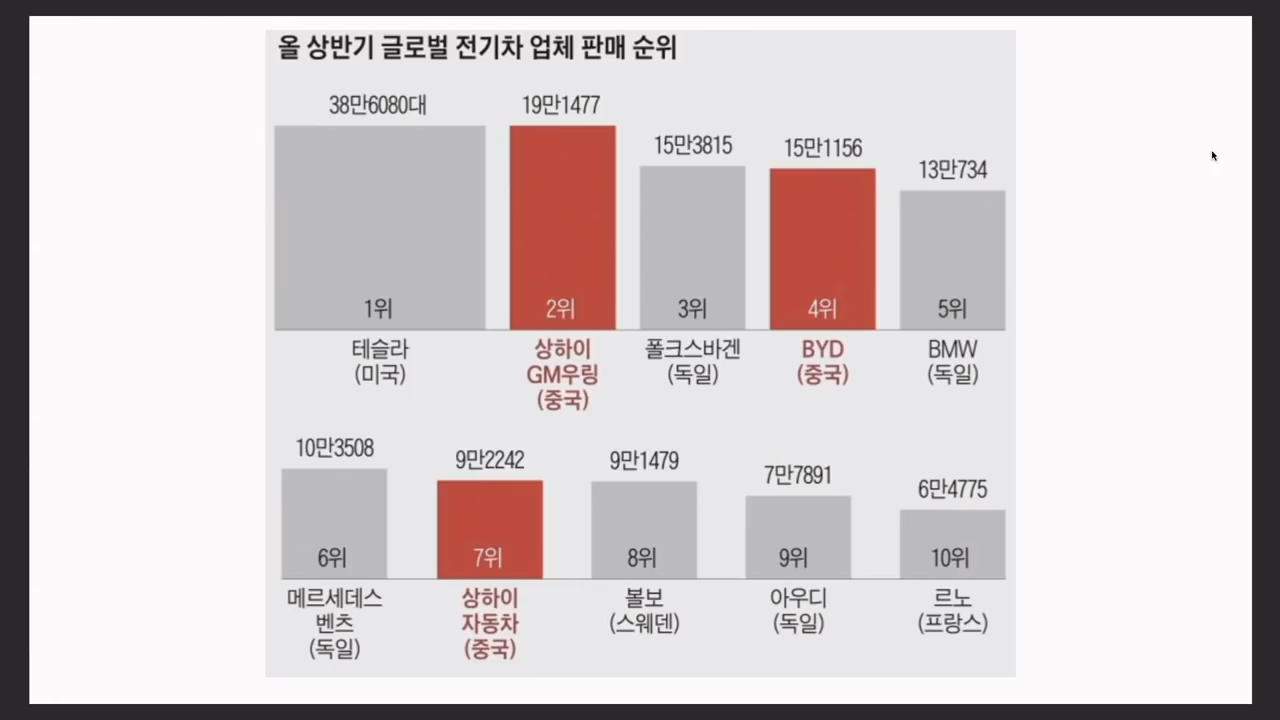 올 상반기 글로벌 전기차 업체 판매 순위
38만6080대
19만1477
15만3815
15만1156
13만734
1위
2위
3위
4위
5위
테슬라
(미국)
상하이
GM우링
(중국)
폴크스바겐
(독일)
BYD
(중국)
BMW
(독일)
10만3508
9만2242
9만1479
7만7891
6만4775
6위
7위
8위
9위
10위
메르세데스
벤츠
(독일)
상하이
자동차
(중국)
볼보
(스웨덴)
아우디
(독일)
르노
(프랑스)